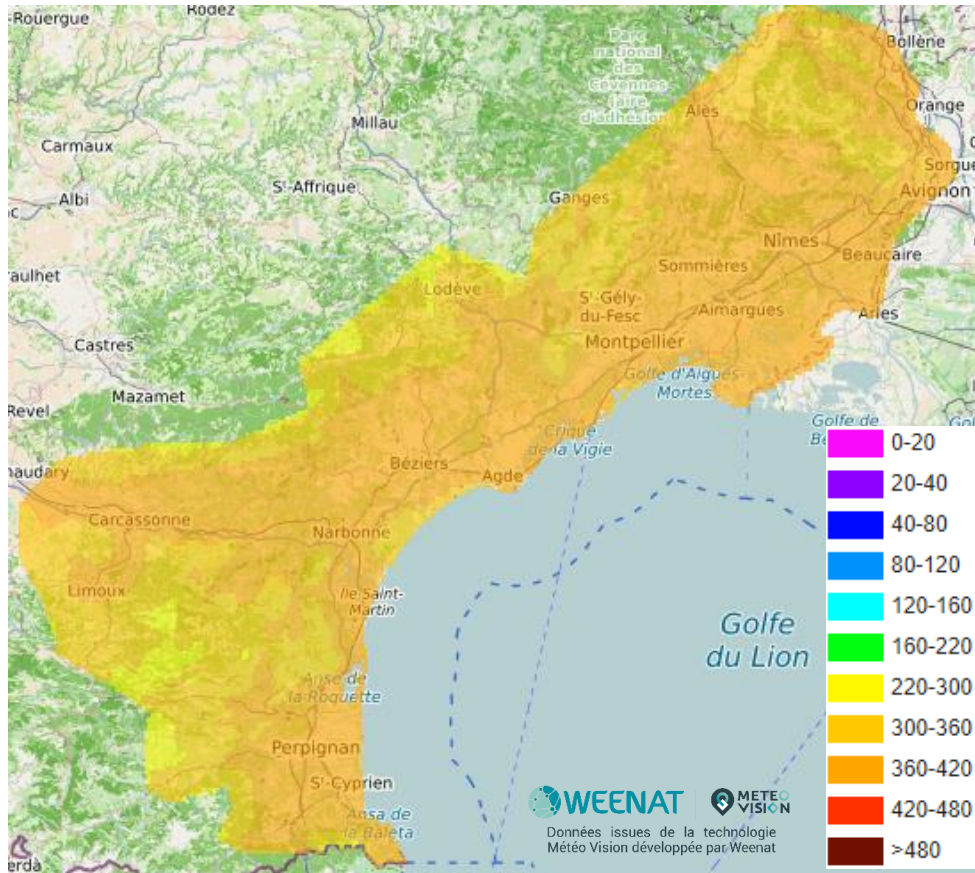 -Rouergue
Rodez
Parc
national
des
Cévennes
(aire
d'adhésion
Bollène
Alès
Orange
Millau
Carmaux
Sorgue
Sᵗ-Affrique
Albi
Ganges
Avignon
Nîmes
Beaucaire
Sommières
raulhet
Lodève
Sᵗ-Gély-
du-Fesc
Aimargues
Arles
Castres
Montpellier
Golfe d'Aigues-
Mortes
Mazamet
Revel
Golfe de
Crique
de la Vigie
naudary
Béziers
Agde
Carcassonne
Narbonne
Limoux
Ile Saint-
Martin
Golfe
du Lion
Anse de
la Roquette
Perpignan
Sᵗ-Cyprien
Ansa de
la Baleta
erdà
0-20
20-40
40-80
80-120
120-160
160-220
220-300
300-360
360-420
420-480
>480
WEENAT
METEO
VISION
Données issues de la technologie
Météo Vision développée par Weenat